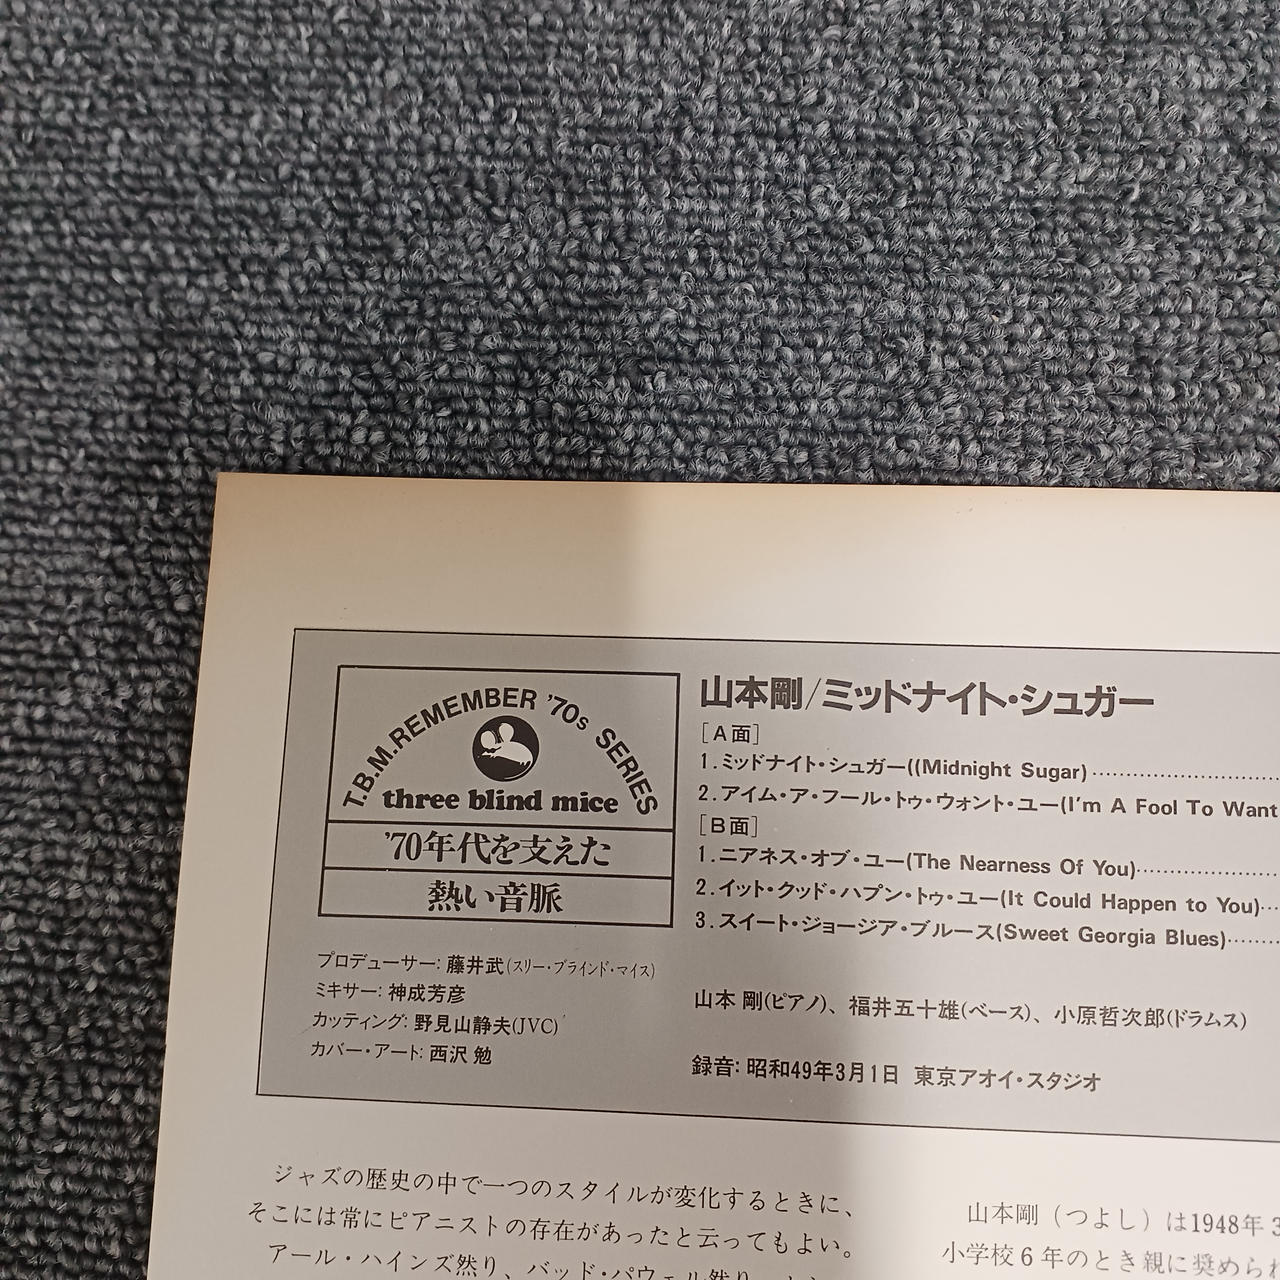 T.B.M.REMEMBER '70s SERIES
three blind mice
'70年代を支えた
熱い音脈
プロデューサー: 藤井武(スリー・ブラインド・マイス)
ミキサー: 神成芳彦
カッティング: 野見山静夫(JVC)
カバー・アート: 西沢 勉
山本剛/ミッドナイト・シュガー
[A面]
1.ミッドナイト・シュガー((Midnight Sugar)
2.アイム・ア・フール・トゥ・ウォント・ユー(I'm A Fool To Want
[B面]
1.ニアネス・オブ・ユー(The Nearness Of You)
2.イット・クッド・ハプン・トゥ・ユー(It Could Happen to You)
3.スイート・ジョージア・ブルース(Sweet Georgia Blues)
山本 剛(ピアノ)、福井五十雄(ベース)、小原哲次郎(ドラムス)
録音: 昭和49年3月1日 東京アオイ・スタジオ
ジャズの歴史の中で一つのスタイルが変化するときに、
そこには常にピアニストの存在があったと云ってもよい。
アール・ハインズ然り、バッド・パウエル然り、
山本剛（つよし）は1948年3
小学校6年のとき親に奨められ